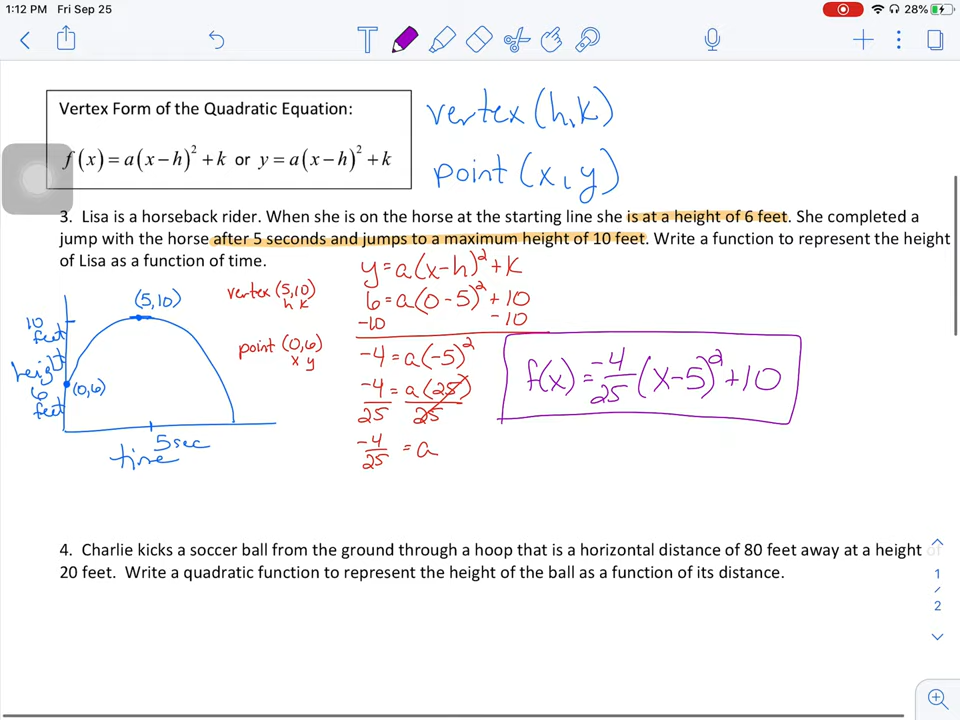 1:12 PM Fri Sep 25
28%
T
Vertex Form of the Quadratic Equation:
f(x) = a(x−h)² + k or y = a(x−h)² + k
vertex (h,k)
point (x,y)
3. Lisa is a horseback rider. When she is on the horse at the starting line she is at a height of 6 feet. She completed a
jump with the horse after 5 seconds and jumps to a maximum height of 10 feet. Write a function to represent the height
of Lisa as a function of time.
(5,10)
10
feet
height
6
feet
(0,6)
5sec
time
vertex (5,10)
h k
point (0,6)
x y
y = a(x-h)² + k
6 = a(0-5)² + 10
-10 -10
-4 = a(-5)²
-4 = a(25)
25 25
-4/25 = a
f(x) = -4/25 (x-5)² + 10
4. Charlie kicks a soccer ball from the ground through a hoop that is a horizontal distance of 80 feet away at a height of
20 feet. Write a quadratic function to represent the height of the ball as a function of its distance.
1
/
2